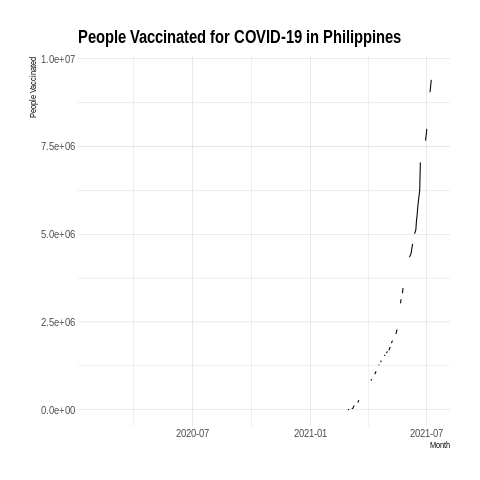 People Vaccinated for COVID-19 in Philippines
People Vaccinated
1.0e+07
7.5e+06
5.0e+06
2.5e+06
0.0e+00
2020-07 2021-01 2021-07
Month